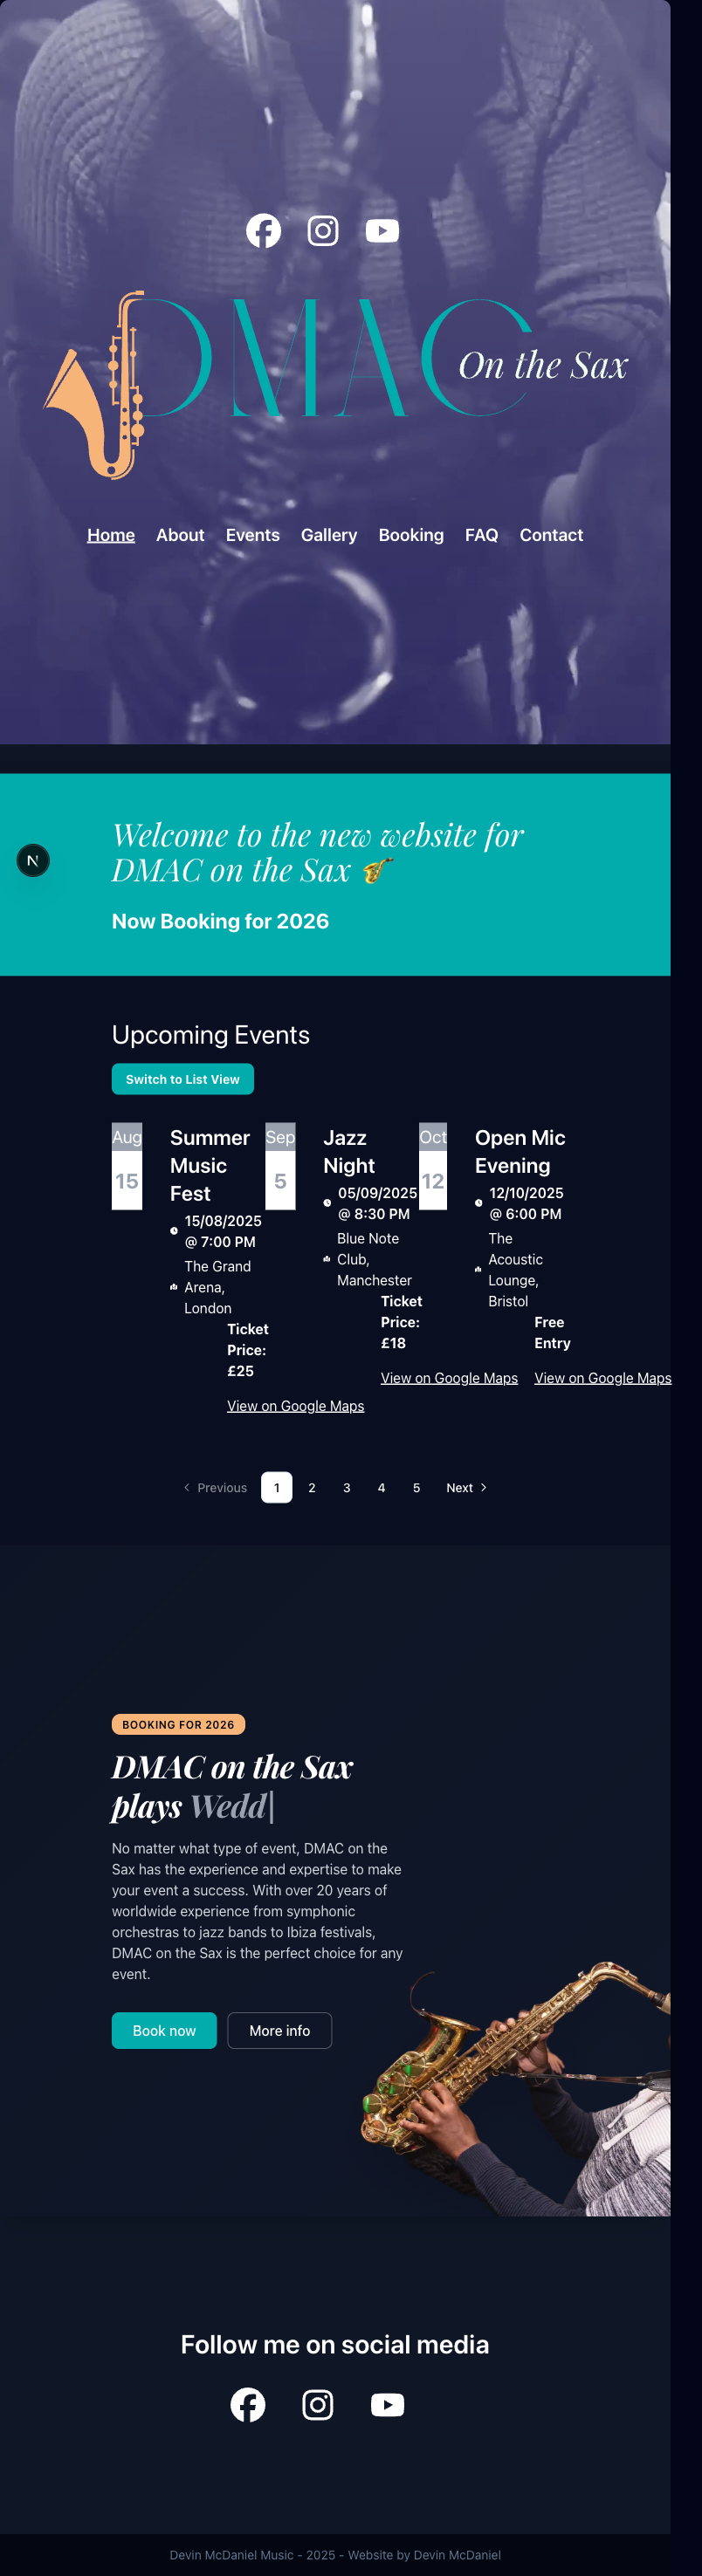 DMAC
On the Sax
Home About Events Gallery Booking FAQ Contact
Welcome to the new website for
DMAC on the Sax 🎷
Now Booking for 2026
N
Upcoming Events
Switch to List View
Aug
15
Summer
Music
Fest
15/08/2025
@ 7:00 PM
The Grand
Arena,
London
Ticket
Price:
£25
View on Google Maps
Sep
5
Jazz
Night
05/09/2025
@ 8:30 PM
Blue Note
Club,
Manchester
Ticket
Price:
£18
View on Google Maps
Oct
12
Open Mic
Evening
12/10/2025
@ 6:00 PM
The
Acoustic
Lounge,
Bristol
Free
Entry
View on Google Maps
Previous 1 2 3 4 5 Next
BOOKING FOR 2026
DMAC on the Sax
plays Wedd|
No matter what type of event, DMAC on the
Sax has the experience and expertise to make
your event a success. With over 20 years of
worldwide experience from symphonic
orchestras to jazz bands to Ibiza festivals,
DMAC on the Sax is the perfect choice for any
event.
Book now More info
Follow me on social media
Devin McDaniel Music - 2025 - Website by Devin McDaniel